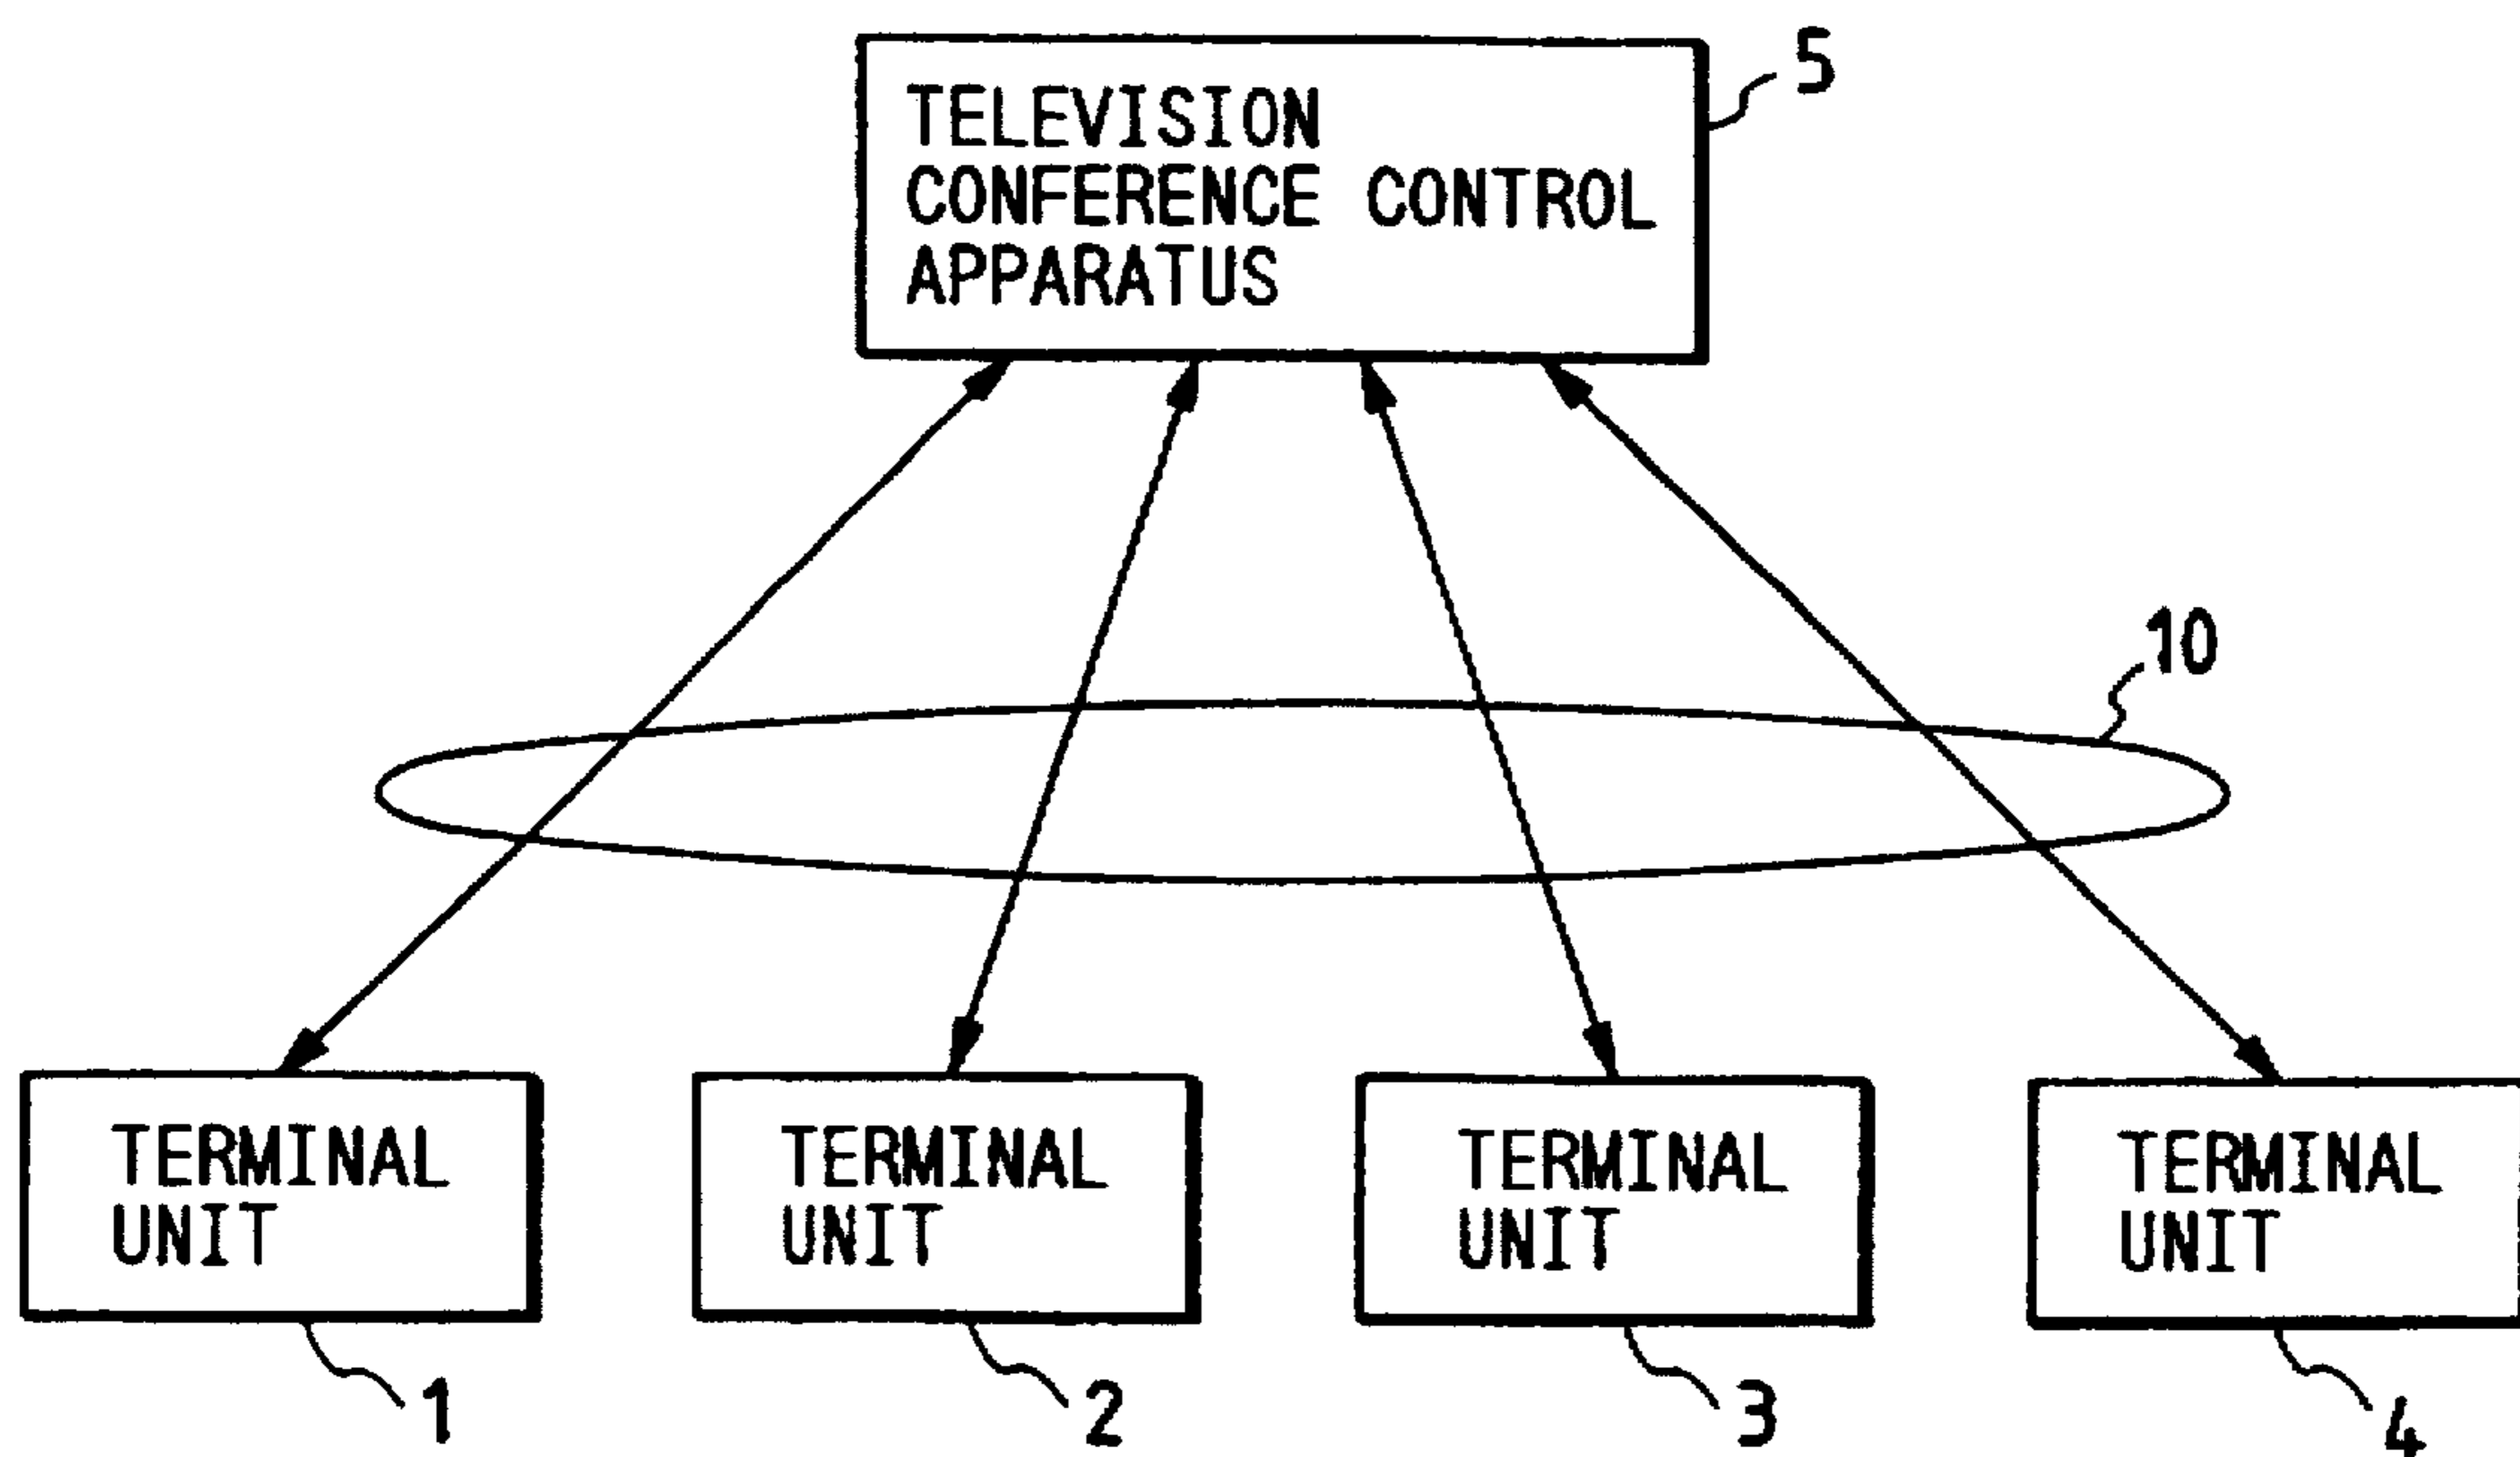 TELEVISION
CONFERENCE CONTROL
APPARATUS
5
10
TERMINAL
UNIT
TERMINAL
UNIT
TERMINAL
UNIT
TERMINAL
UNIT
1
2
3
4